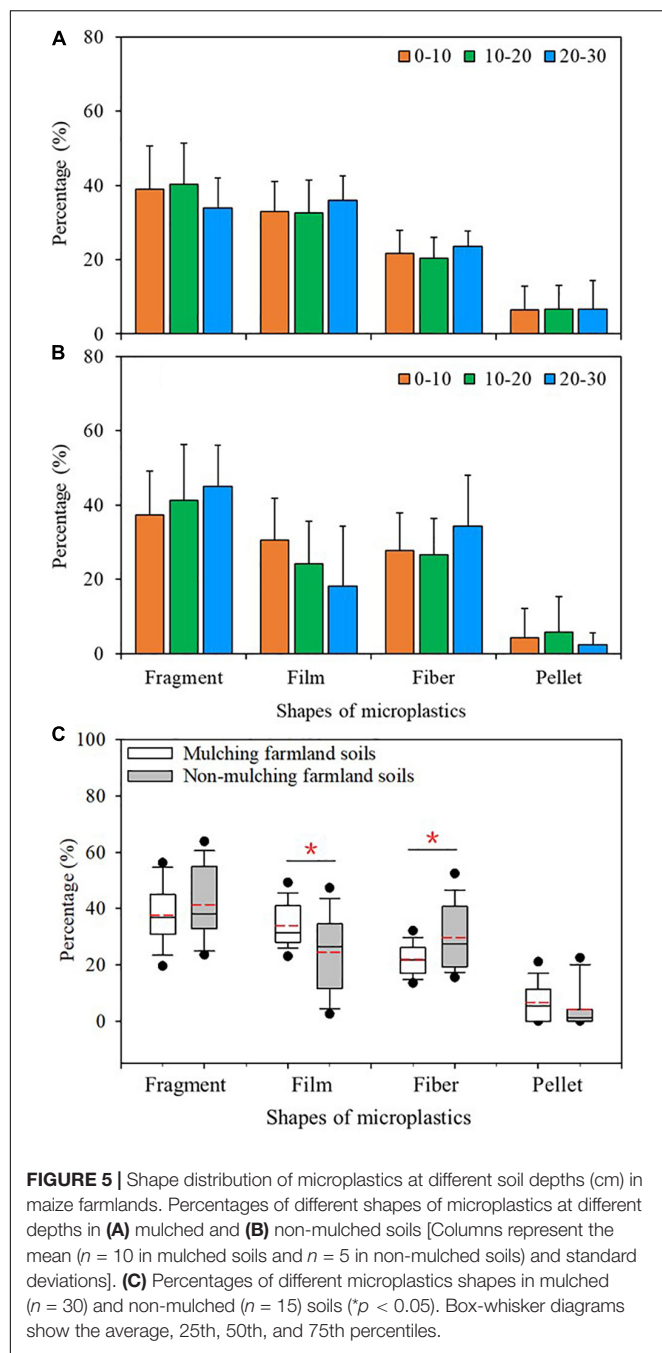 A
80
0-10 10-20 20-30
60
40
20
0
Percentage (%)
B
80
0-10 10-20 20-30
60
40
20
0
Percentage (%)
Fragment Film Fiber Pellet
Shapes of microplastics
C
100
Mulching farmland soils
Non-mulching farmland soils
80
60
40
20
0
Percentage (%)
* *
Fragment Film Fiber Pellet
Shapes of microplastics
FIGURE 5 | Shape distribution of microplastics at different soil depths (cm) in
maize farmlands. Percentages of different shapes of microplastics at different
depths in (A) mulched and (B) non-mulched soils [Columns represent the
mean (n = 10 in mulched soils and n = 5 in non-mulched soils) and standard
deviations]. (C) Percentages of different microplastics shapes in mulched
(n = 30) and non-mulched (n = 15) soils (*p < 0.05). Box-whisker diagrams
show the average, 25th, 50th, and 75th percentiles.